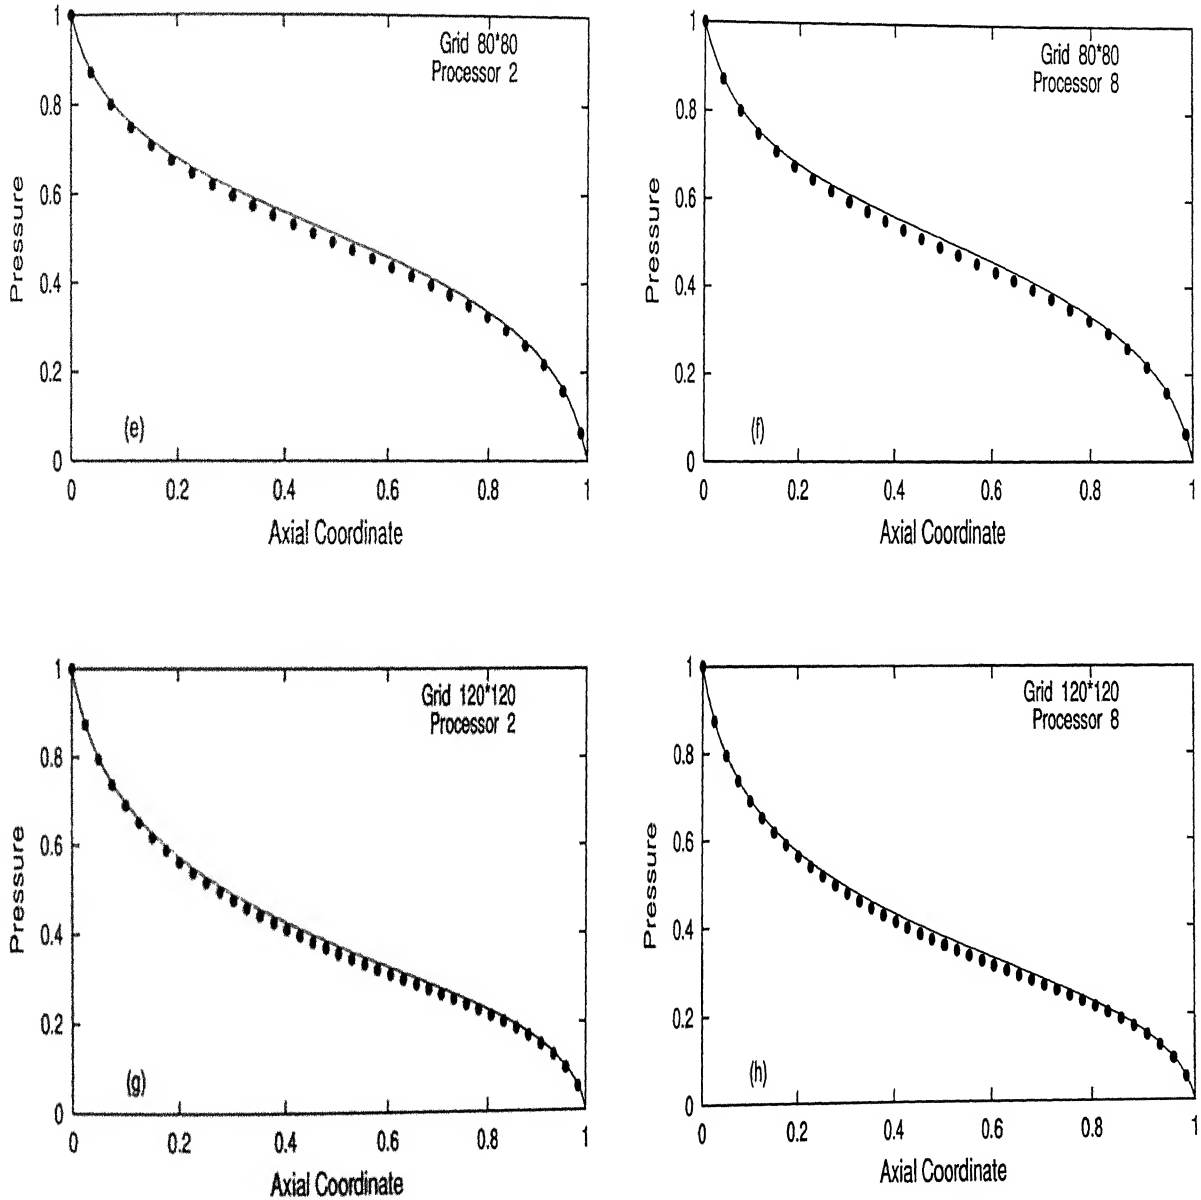 1
0.8
0.6
0.4
0.2
0
Pressure
Grid 80*80
Processor 2
(e)
0 0.2 0.4 0.6 0.8 1
Axial Coordinate
1
0.8
0.6
0.4
0.2
0
Pressure
Grid 80*80
Processor 8
(f)
0 0.2 0.4 0.6 0.8 1
Axial Coordinate
1
0.8
0.6
0.4
0.2
0
Pressure
Grid 120*120
Processor 2
(g)
0 0.2 0.4 0.6 0.8 1
Axial Coordinate
1
0.8
0.6
0.4
0.2
0
Pressure
Grid 120*120
Processor 8
(h)
0 0.2 0.4 0.6 0.8 1
Axial Coordinate